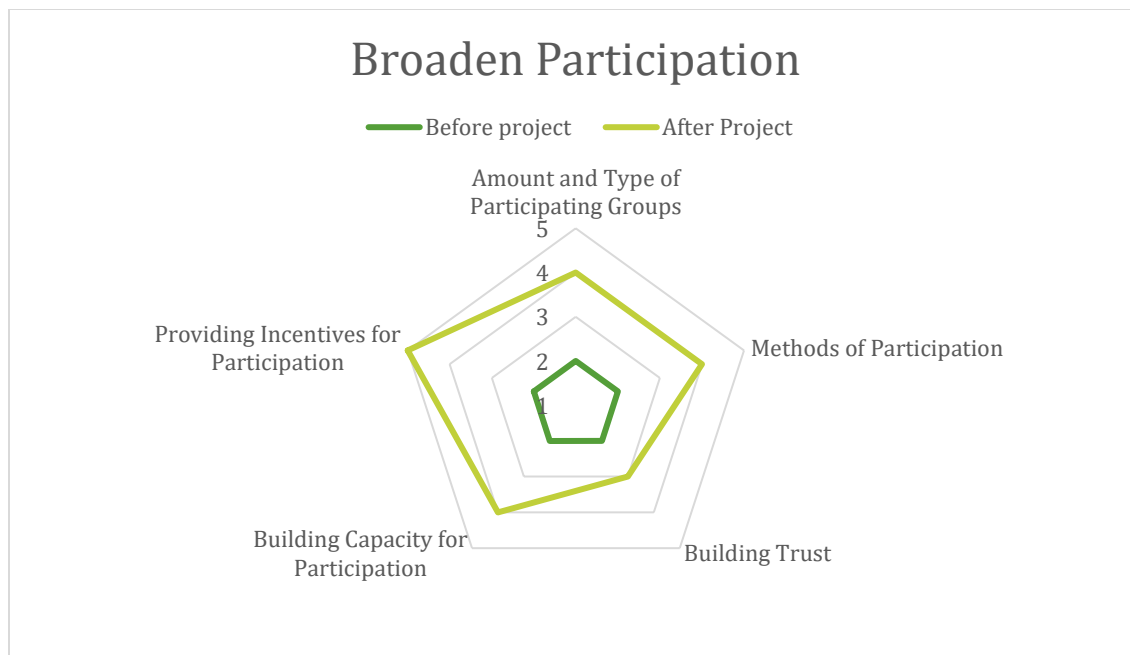 Broaden Participation
Before project
After Project
Amount and Type of
Participating Groups
5
4
3
2
1
Providing Incentives for
Participation
Methods of Participation
Building Capacity for
Participation
Building Trust